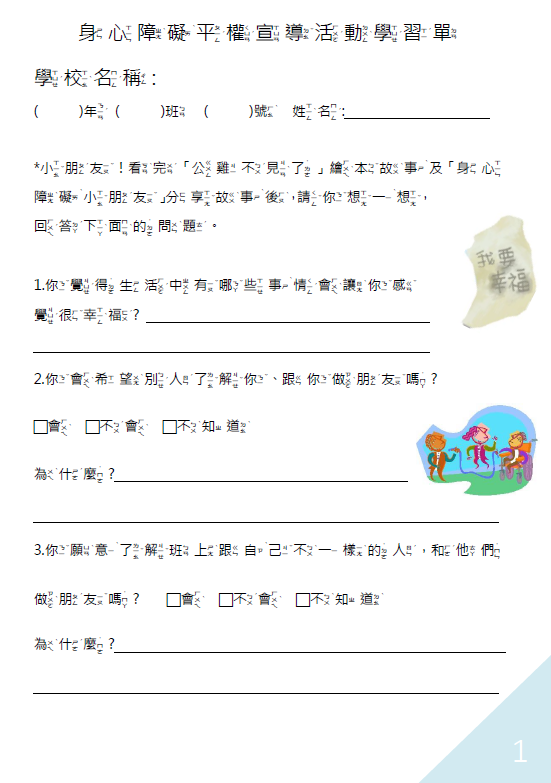 身心障礙平權宣導活動學習單
學校名稱：
(　　)年 (　　)班 (　　)號 姓名:
*小朋友！看完「公雞不見了」繪本故事及「身心
障礙小朋友」分享故事後，請你想一想，
回答下面的問題。
我要
幸福
1.你覺得生活中有哪些事情會讓你感
覺很幸福?
2.你會希望別人了解你、跟你做朋友嗎?
□會 □不會 □不知道
為什麼?
3.你願意了解班上跟自己不一樣的人，和他們
做朋友嗎? □會 □不會 □不知道
為什麼?
1